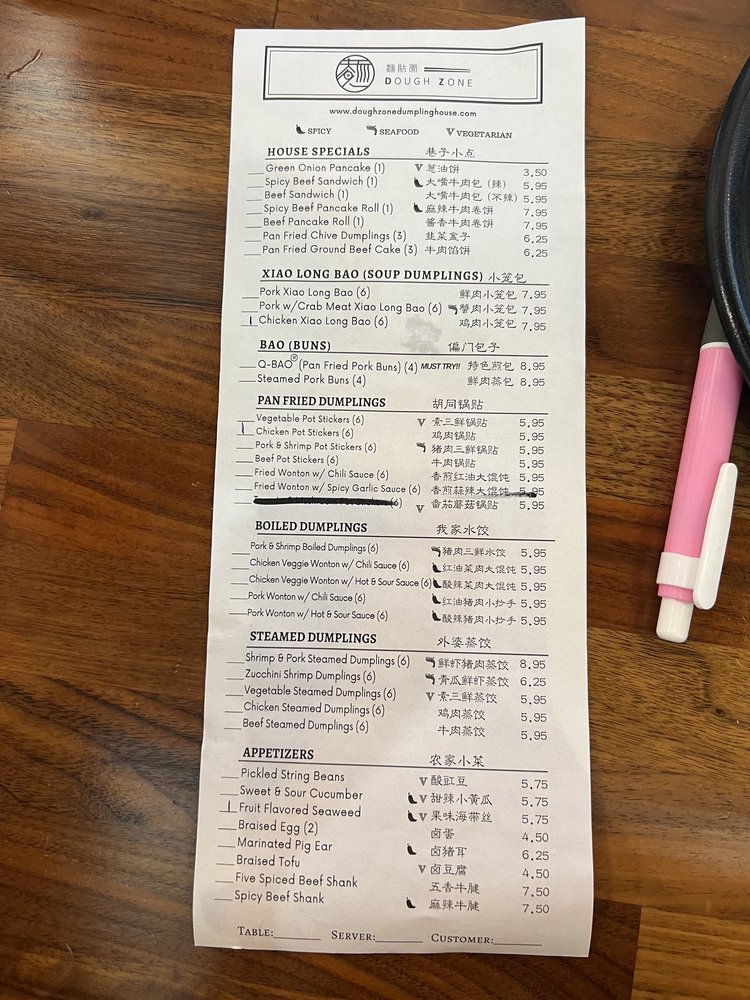 麵貼面
DOUGH ZONE
www.doughzonedumplinghouse.com
SPICY SEAFOOD VEGETARIAN
HOUSE SPECIALS 巷子小点
Green Onion Pancake (1) 葱油饼 3.50
Spicy Beef Sandwich (1) 大嘴牛肉包 (辣) 5.95
Beef Sandwich (1) 大嘴牛肉包 (不辣) 5.95
Spicy Beef Pancake Roll (1) 麻辣牛肉卷饼 7.95
Beef Pancake Roll (1) 酱香牛肉卷饼 7.95
Pan Fried Chive Dumplings (3) 韭菜盒子 6.25
Pan Fried Ground Beef Cake (3) 牛肉馅饼 6.25
XIAO LONG BAO (SOUP DUMPLINGS) 小笼包
Pork Xiao Long Bao (6) 鲜肉小笼包 7.95
Pork w/Crab Meat Xiao Long Bao (6) 蟹肉小笼包 7.95
Chicken Xiao Long Bao (6) 鸡肉小笼包 7.95
BAO (BUNS) 偏门包子
Q-BAO® (Pan Fried Pork Buns) (4) MUST TRY!! 特色煎包 8.95
Steamed Pork Buns (4) 鲜肉蒸包 8.95
PAN FRIED DUMPLINGS 胡同锅贴
Vegetable Pot Stickers (6) 素三鲜锅贴 5.95
Chicken Pot Stickers (6) 鸡肉锅贴 5.95
Pork & Shrimp Pot Stickers (6) 猪肉三鲜锅贴 5.95
Beef Pot Stickers (6) 牛肉锅贴 5.95
Fried Wonton w/ Chili Sauce (6) 香煎红油大馄饨 5.95
Fried Wonton w/ Spicy Garlic Sauce (6) 香煎蒜辣大馄饨 5.95
番茄蘑菇锅贴 5.95
BOILED DUMPLINGS 我家水饺
Pork & Shrimp Boiled Dumplings (6) 猪肉三鲜水饺 5.95
Chicken Veggie Wonton w/ Chili Sauce (6) 红油菜肉大馄饨 5.95
Chicken Veggie Wonton w/ Hot & Sour Sauce (6) 酸辣菜肉大馄饨 5.95
Pork Wonton w/ Chili Sauce (6) 红油猪肉小抄手 5.95
Pork Wonton w/ Hot & Sour Sauce (6) 酸辣猪肉小抄手 5.95
STEAMED DUMPLINGS 外婆蒸饺
Shrimp & Pork Steamed Dumplings (6) 鲜虾猪肉蒸饺 8.95
Zucchini Shrimp Dumplings (6) 青瓜鲜虾蒸饺 6.25
Vegetable Steamed Dumplings (6) 素三鲜蒸饺 5.95
Chicken Steamed Dumplings (6) 鸡肉蒸饺 5.95
Beef Steamed Dumplings (6) 牛肉蒸饺 5.95
APPETIZERS 农家小菜
Pickled String Beans 酸豇豆 5.75
Sweet & Sour Cucumber 甜辣小黄瓜 5.75
Fruit Flavored Seaweed 果味海带丝 5.75
Braised Egg (2) 卤蛋 4.50
Marinated Pig Ear 卤猪耳 6.25
Braised Tofu 卤豆腐 4.50
Five Spiced Beef Shank 五香牛腱 7.50
Spicy Beef Shank 麻辣牛腱 7.50
TABLE: SERVER: CUSTOMER: